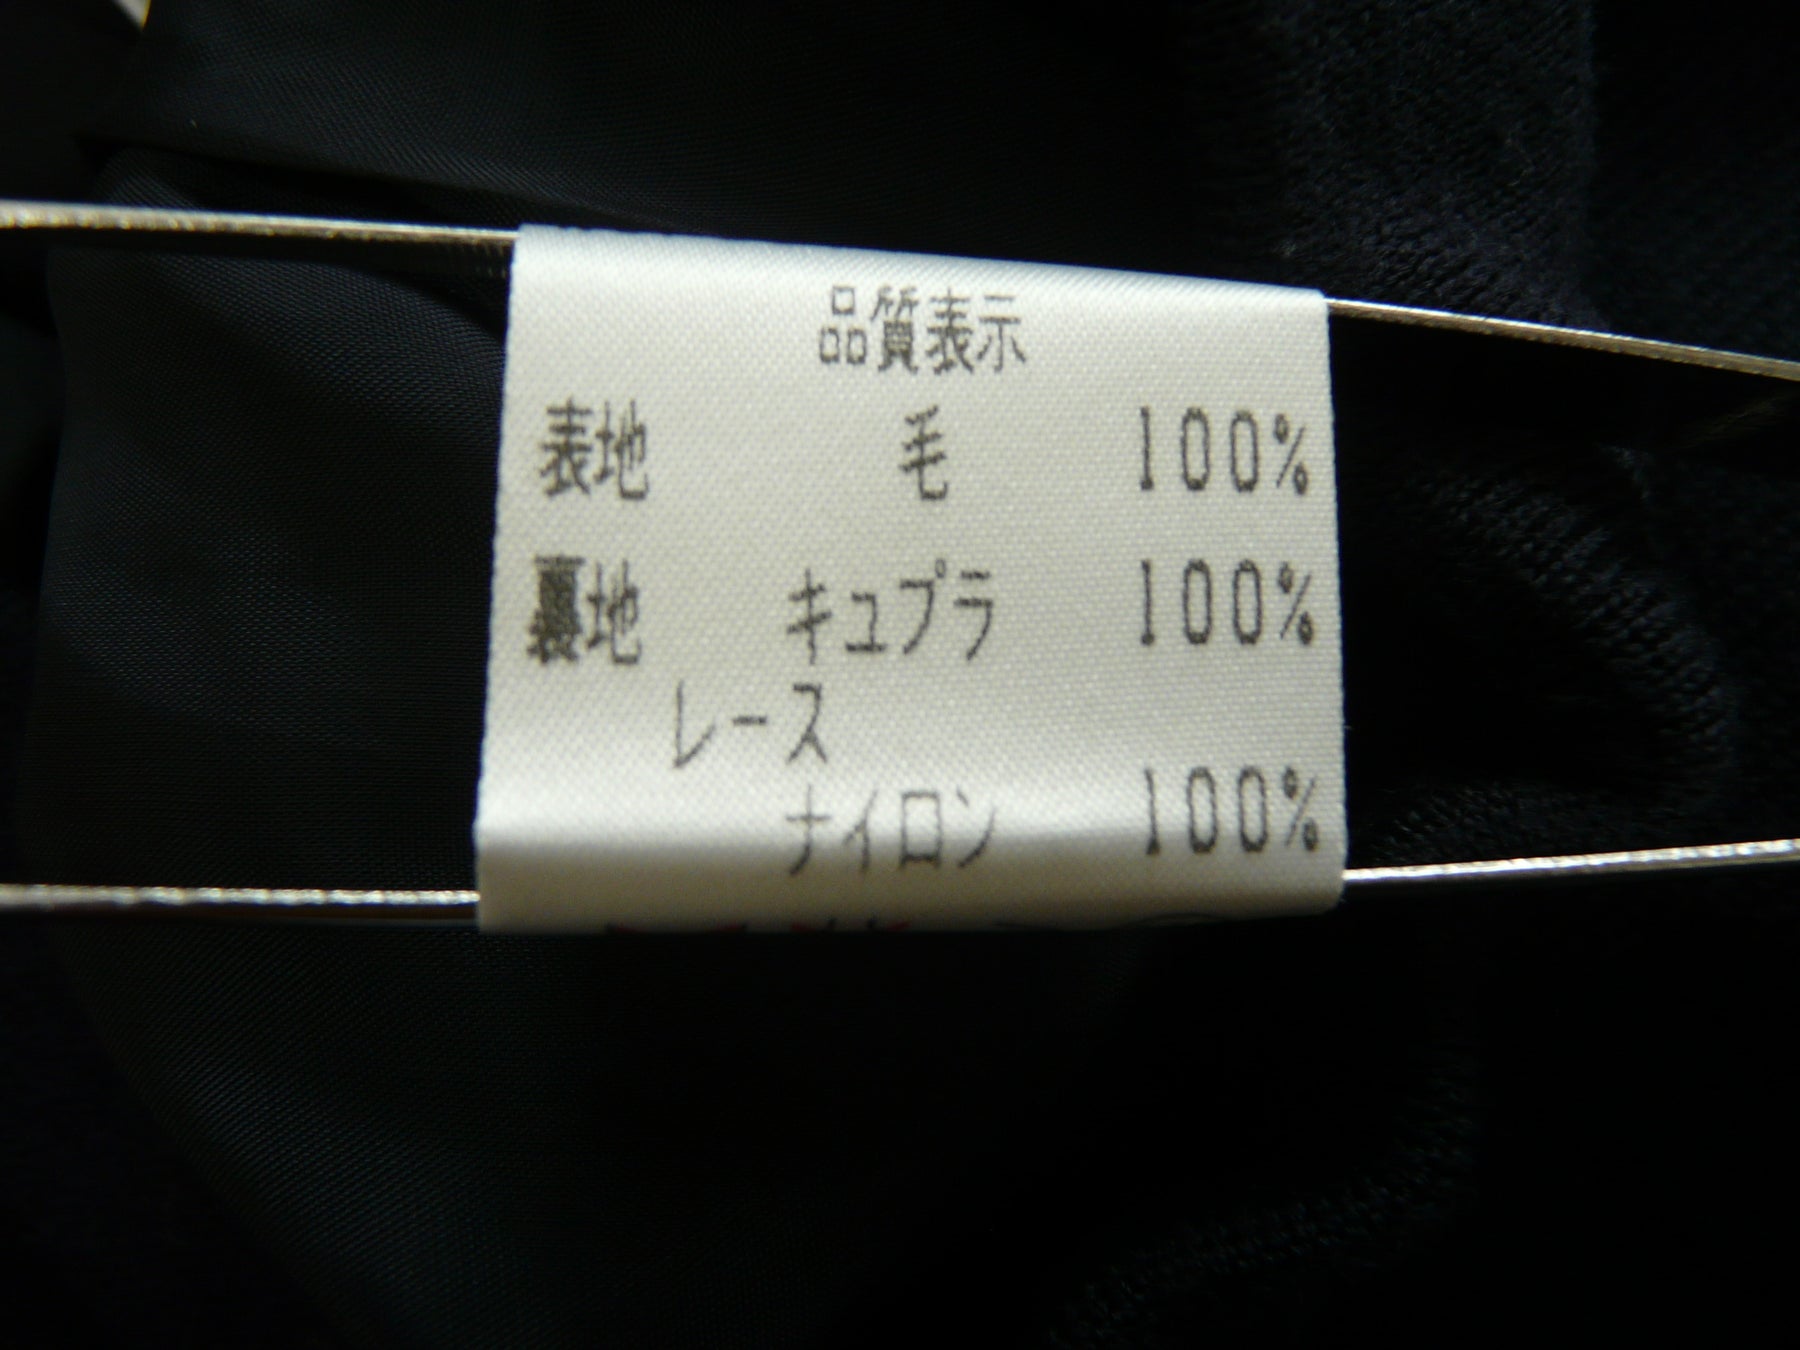 品質表示
表地 毛 100%
裏地 キュプラ 100%
レース
ナイロン 100%